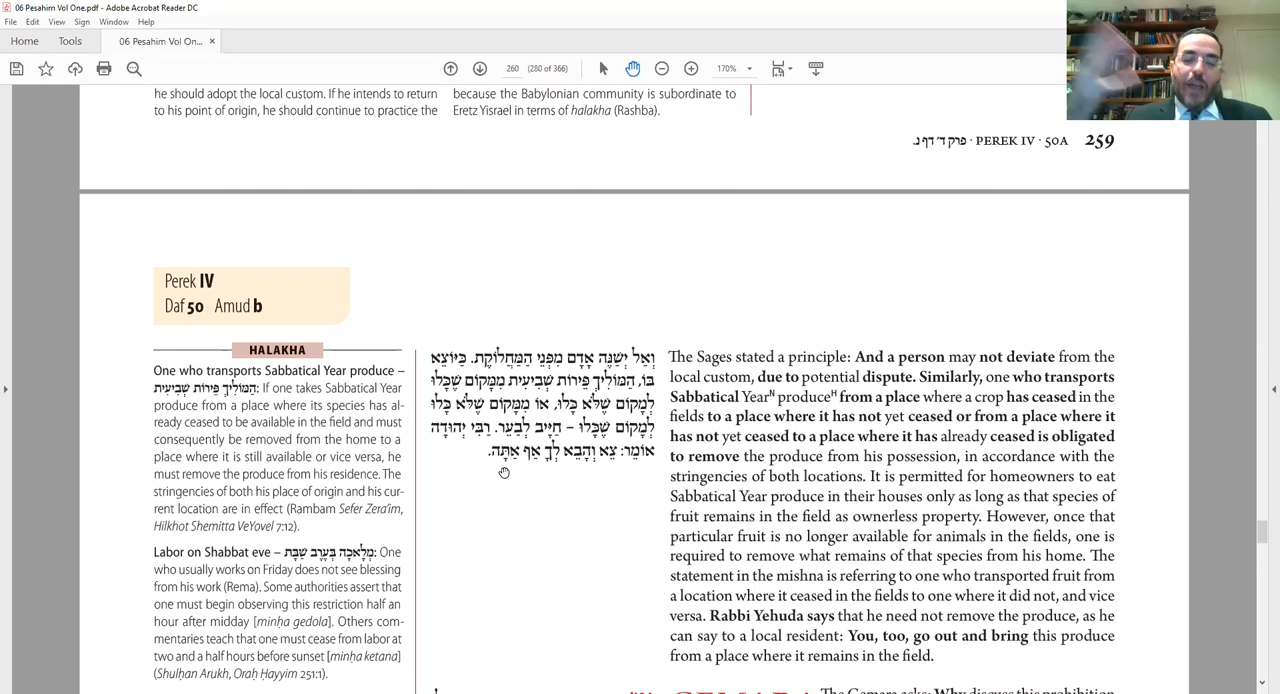 06 Pesahim Vol One.pdf - Adobe Acrobat Reader DC
File Edit View Sign Window Help
Home Tools 06 Pesahim Vol On... ×
260 (280 of 366) 170%
he should adopt the local custom. If he intends to return
to his point of origin, he should continue to practice the
because the Babylonian community is subordinate to
Eretz Yisrael in terms of halakha (Rashba).
פרק ד׳ דף נ. · PEREK IV · 50A 259
Perek IV
Daf 50 Amud b
HALAKHA
One who transports Sabbatical Year produce –
הַמּוֹלִיךְ פֵּירוֹת שְׁבִיעִית: If one takes Sabbatical Year
produce from a place where its species has al-
ready ceased to be available in the field and must
consequently be removed from the home to a
place where it is still available or vice versa, he
must remove the produce from his residence. The
stringencies of both his place of origin and his cur-
rent location are in effect (Rambam Sefer Zera'im,
Hilkhot Shemitta VeYovel 7:12).
Labor on Shabbat eve – מְלָאכָה בְּעֶרֶב שַׁבָּת: One
who usually works on Friday does not see blessing
from his work (Rema). Some authorities assert that
one must begin observing this restriction half an
hour after midday [minḥa gedola]. Others com-
mentaries teach that one must cease from labor at
two and a half hours before sunset [minḥa ketana]
(Shulḥan Arukh, Oraḥ Ḥayyim 251:1).
וְאַל יְשַׁנֶּה אָדָם מִפְּנֵי הַמַּחֲלוֹקֶת. כַּיּוֹצֵא
בּוֹ, הַמּוֹלִיךְ פֵּירוֹת שְׁבִיעִית מִמָּקוֹם שֶׁכָּלוּ
לְמָקוֹם שֶׁלֹּא כָּלוּ, אוֹ מִמָּקוֹם שֶׁלֹּא כָּלוּ
לְמָקוֹם שֶׁכָּלוּ – חַיָּיב לְבַעֵר. רַבִּי יְהוּדָה
אוֹמֵר: צֵא וְהָבֵא לְךָ אַף אַתָּה.
The Sages stated a principle: And a person may not deviate from the
local custom, due to potential dispute. Similarly, one who transports
Sabbatical Yearᴺ produceᴴ from a place where a crop has ceased in the
fields to a place where it has not yet ceased or from a place where it
has not yet ceased to a place where it has already ceased is obligated
to remove the produce from his possession, in accordance with the
stringencies of both locations. It is permitted for homeowners to eat
Sabbatical Year produce in their houses only as long as that species of
fruit remains in the field as ownerless property. However, once that
particular fruit is no longer available for animals in the fields, one is
required to remove what remains of that species from his home. The
statement in the mishna is referring to one who transported fruit from
a location where it ceased in the fields to one where it did not, and vice
versa. Rabbi Yehuda says that he need not remove the produce, as he
can say to a local resident: You, too, go out and bring this produce
from a place where it remains in the field.
The Gemara asks: Why discuss this prohibition